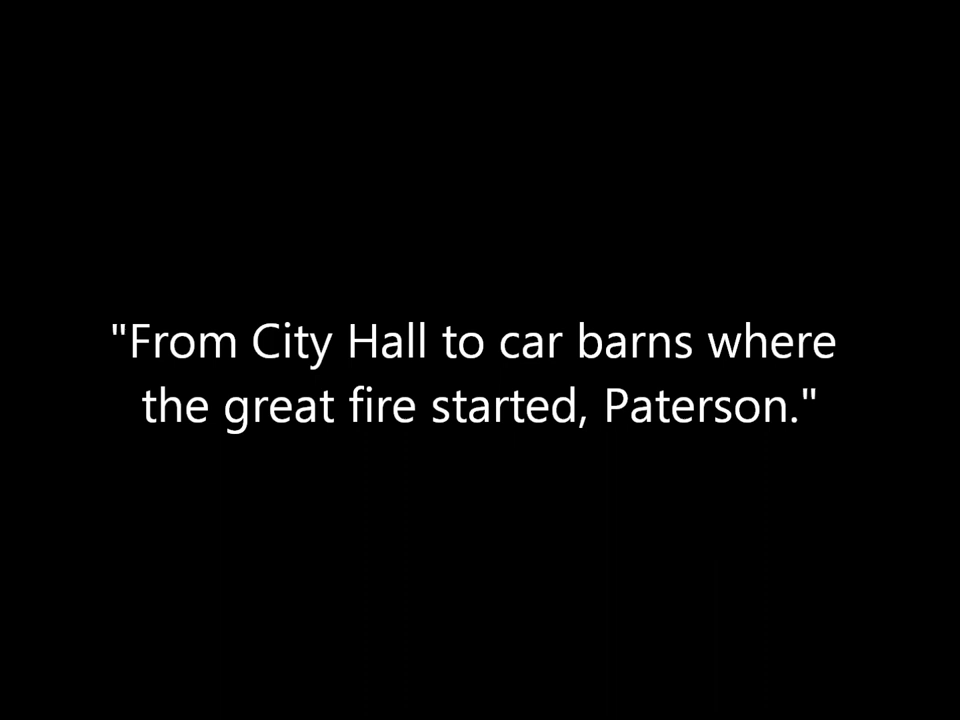 "From City Hall to car barns where
the great fire started, Paterson."